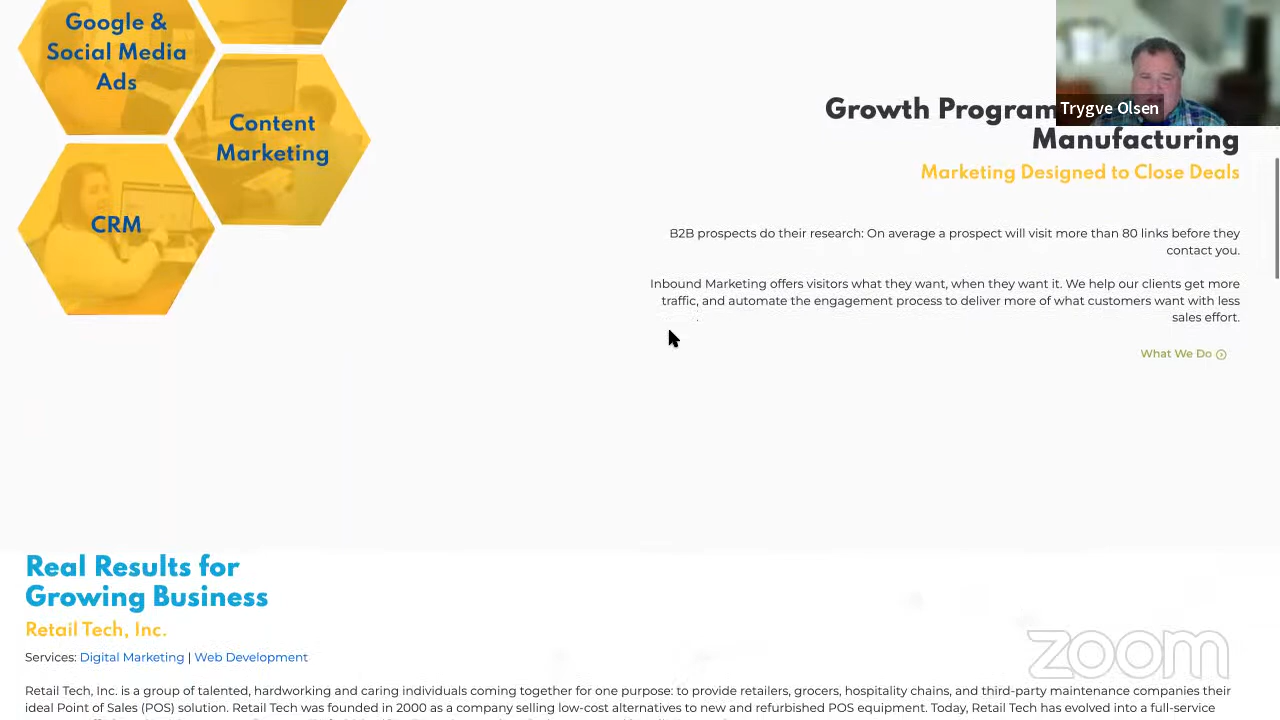 Google &
Social Media
Ads
Content
Marketing
CRM
Trygve Olsen
Growth Program
Manufacturing
Marketing Designed to Close Deals
B2B prospects do their research: On average a prospect will visit more than 80 links before they
contact you.
Inbound Marketing offers visitors what they want, when they want it. We help our clients get more
traffic, and automate the engagement process to deliver more of what customers want with less
sales effort.
What We Do
Real Results for
Growing Business
Retail Tech, Inc.
Services: Digital Marketing | Web Development
Retail Tech, Inc. is a group of talented, hardworking and caring individuals coming together for one purpose: to provide retailers, grocers, hospitality chains, and third-party maintenance companies their
ideal Point of Sales (POS) solution. Retail Tech was founded in 2000 as a company selling low-cost alternatives to new and refurbished POS equipment. Today, Retail Tech has evolved into a full-service
zoom